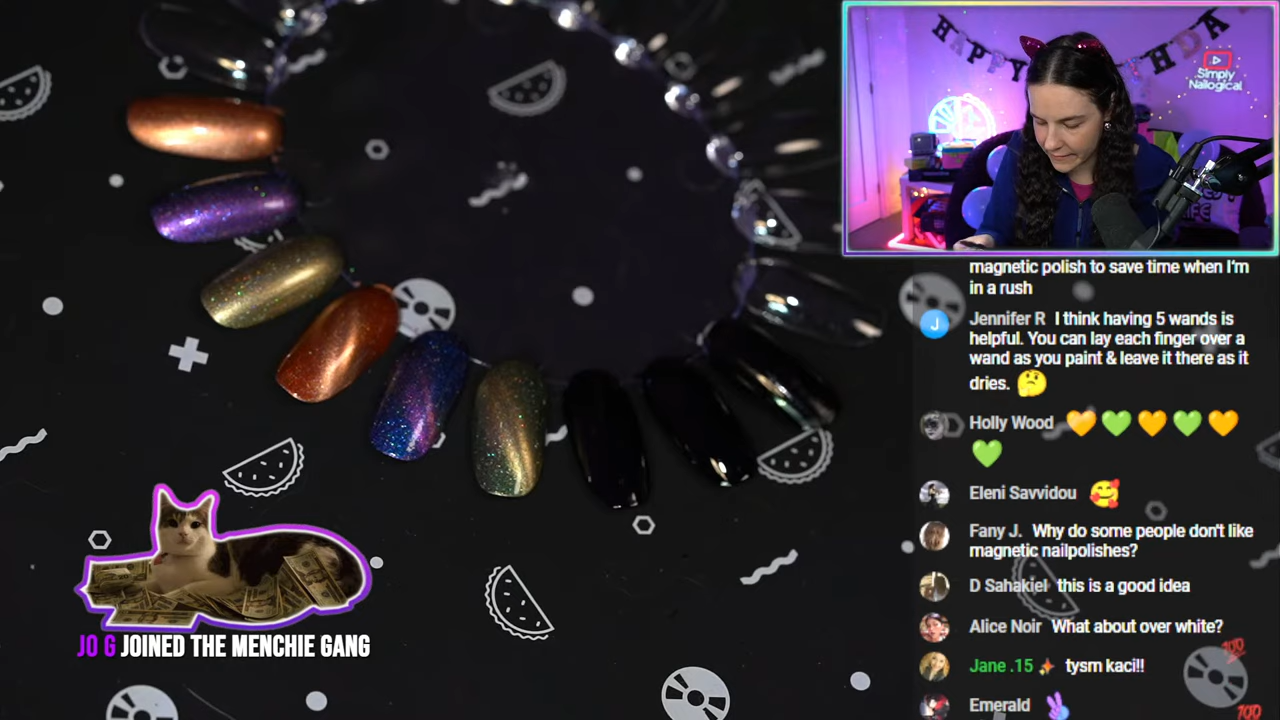 HAPPY
HDA
Simply
Nailogical
magnetic polish to save time when I'm
in a rush
J
Jennifer R I think having 5 wands is
helpful. You can lay each finger over a
wand as you paint & leave it there as it
dries. 🤔
Holly Wood 🧡💚🧡💚🧡
💚
Eleni Savvidou 🥰
Fany J. Why do some people don't like
magnetic nailpolishes?
D Sahakiel this is a good idea
Alice Noir What about over white?
Jane .15 tysm kaci!!
Emerald ✌️
100
100
JO G JOINED THE MENCHIE GANG